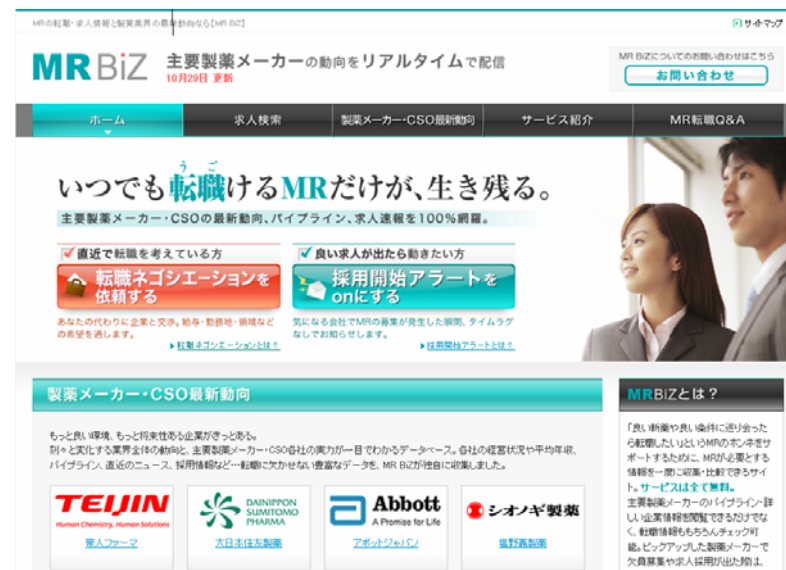 MRの転職・求人情報と製薬業界の最新動向なら【MR BiZ】
サイトマップ
MRBiZ
主要製薬メーカーの動向をリアルタイムで配信
10月29日 更新
MR BiZについてのお問い合わせはこちら
お問い合わせ
ホーム
求人検索
製薬メーカー・CSO最新動向
サービス紹介
MR転職Q&A
うご
いつでも転職けるMRだけが、生き残る。
主要製薬メーカー・CSOの最新動向、パイプライン、求人速報を100%網羅。
直近で転職を考えている方
転職ネゴシエーションを
依頼する
あなたの代わりに企業と交渉。給与・勤務地・領域など
の希望を通します。
転職ネゴシエーションとは？
良い求人が出たら動きたい方
採用開始アラートを
onにする
気になる会社でMRの募集が発生した瞬間、タイムラグ
なしでお知らせします。
採用開始アラートとは？
製薬メーカー・CSO最新動向
もっと良い環境、もっと将来性ある企業がきっとある。
刻々と変化する業界全体の動向と、主要製薬メーカー・CSO各社の実力が一目でわかるデータベース。各社の経営状況や平均年収、
パイプライン、直近のニュース、採用情報など…転職に欠かせない豊富なデータを、MR BiZが独自に収集しました。
TEIJIN
Human Chemistry, Human Solutions
帝人ファーマ
DAINIPPON
SUMITOMO
PHARMA
大日本住友製薬
Abbott
A Promise for Life
アボットジャパン
シオノギ製薬
塩野義製薬
MRBiZとは？
「良い新薬や良い条件に巡り会った
ら転職したい」というMRのホンネをサ
ポートするために、MRが必要とする
情報を一箇に収集・比較できるサイ
ト。サービスは全て無料。
主要製薬メーカーのパイプライン・詳
しい企業情報を閲覧できるだけでな
く、転職情報ももちろんチェック可
能。ピックアップした製薬メーカーで
欠員募集や求人採用が出た際は、